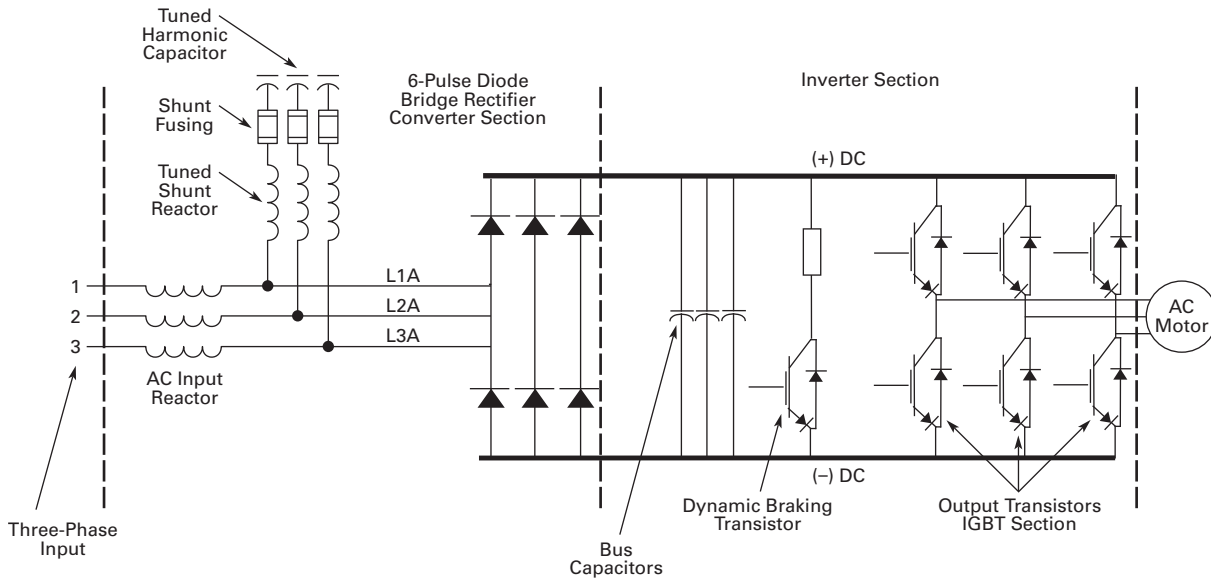 Tuned
Harmonic
Capacitor
Shunt
Fusing
Tuned
Shunt
Reactor
6-Pulse Diode
Bridge Rectifier
Converter Section
Inverter Section
(+) DC
1
2
3
L1A
L2A
L3A
AC Input
Reactor
AC
Motor
(–) DC
Three-Phase
Input
Bus
Capacitors
Dynamic Braking
Transistor
Output Transistors
IGBT Section